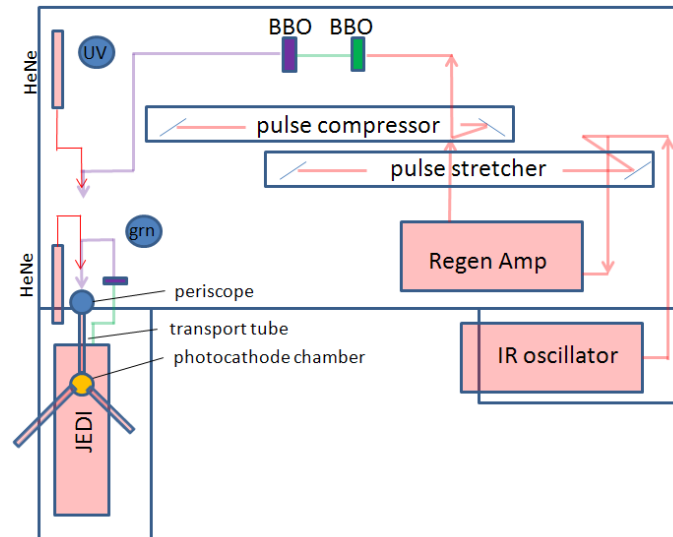 BBO
BBO
HeNe
UV
pulse compressor
pulse stretcher
grn
Regen Amp
HeNe
periscope
transport tube
IR oscillator
photocathode chamber
JEDI